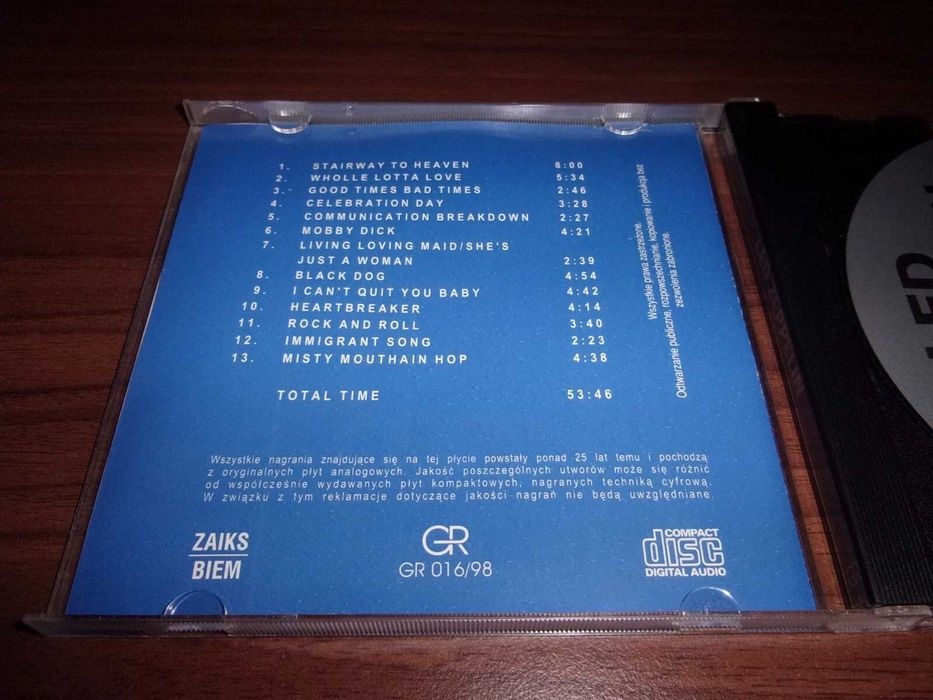 1. STAIRWAY TO HEAVEN 8:00
2. WHOLLE LOTTA LOVE 5:34
3. GOOD TIMES BAD TIMES 2:46
4. CELEBRATION DAY 3:28
5. COMMUNICATION BREAKDOWN 2:27
6. MOBBY DICK 4:21
7. LIVING LOVING MAID/SHE'S
JUST A WOMAN 2:39
8. BLACK DOG 4:54
9. I CAN'T QUIT YOU BABY 4:42
10. HEARTBREAKER 4:14
11. ROCK AND ROLL 3:40
12. IMMIGRANT SONG 2:23
13. MISTY MOUTHAIN HOP 4:38
TOTAL TIME 53:46
Wszystkie prawa zastrzeżone.
Odtwarzanie publiczne, rozpowszechnianie, kopiowanie i produkcja bez
zezwolenia zabronione.
Wszystkie nagrania znajdujące się na tej płycie powstały ponad 25 lat temu i pochodzą
z oryginalnych płyt analogowych. Jakość poszczególnych utworów może się różnić
od współcześnie wydawanych płyt kompaktowych, nagranych techniką cyfrową.
W związku z tym reklamacje dotyczące jakości nagrań nie będą uwzględniane.
ZAIKS
BIEM
GR
GR 016/98
COMPACT
disc
DIGITAL AUDIO
LED